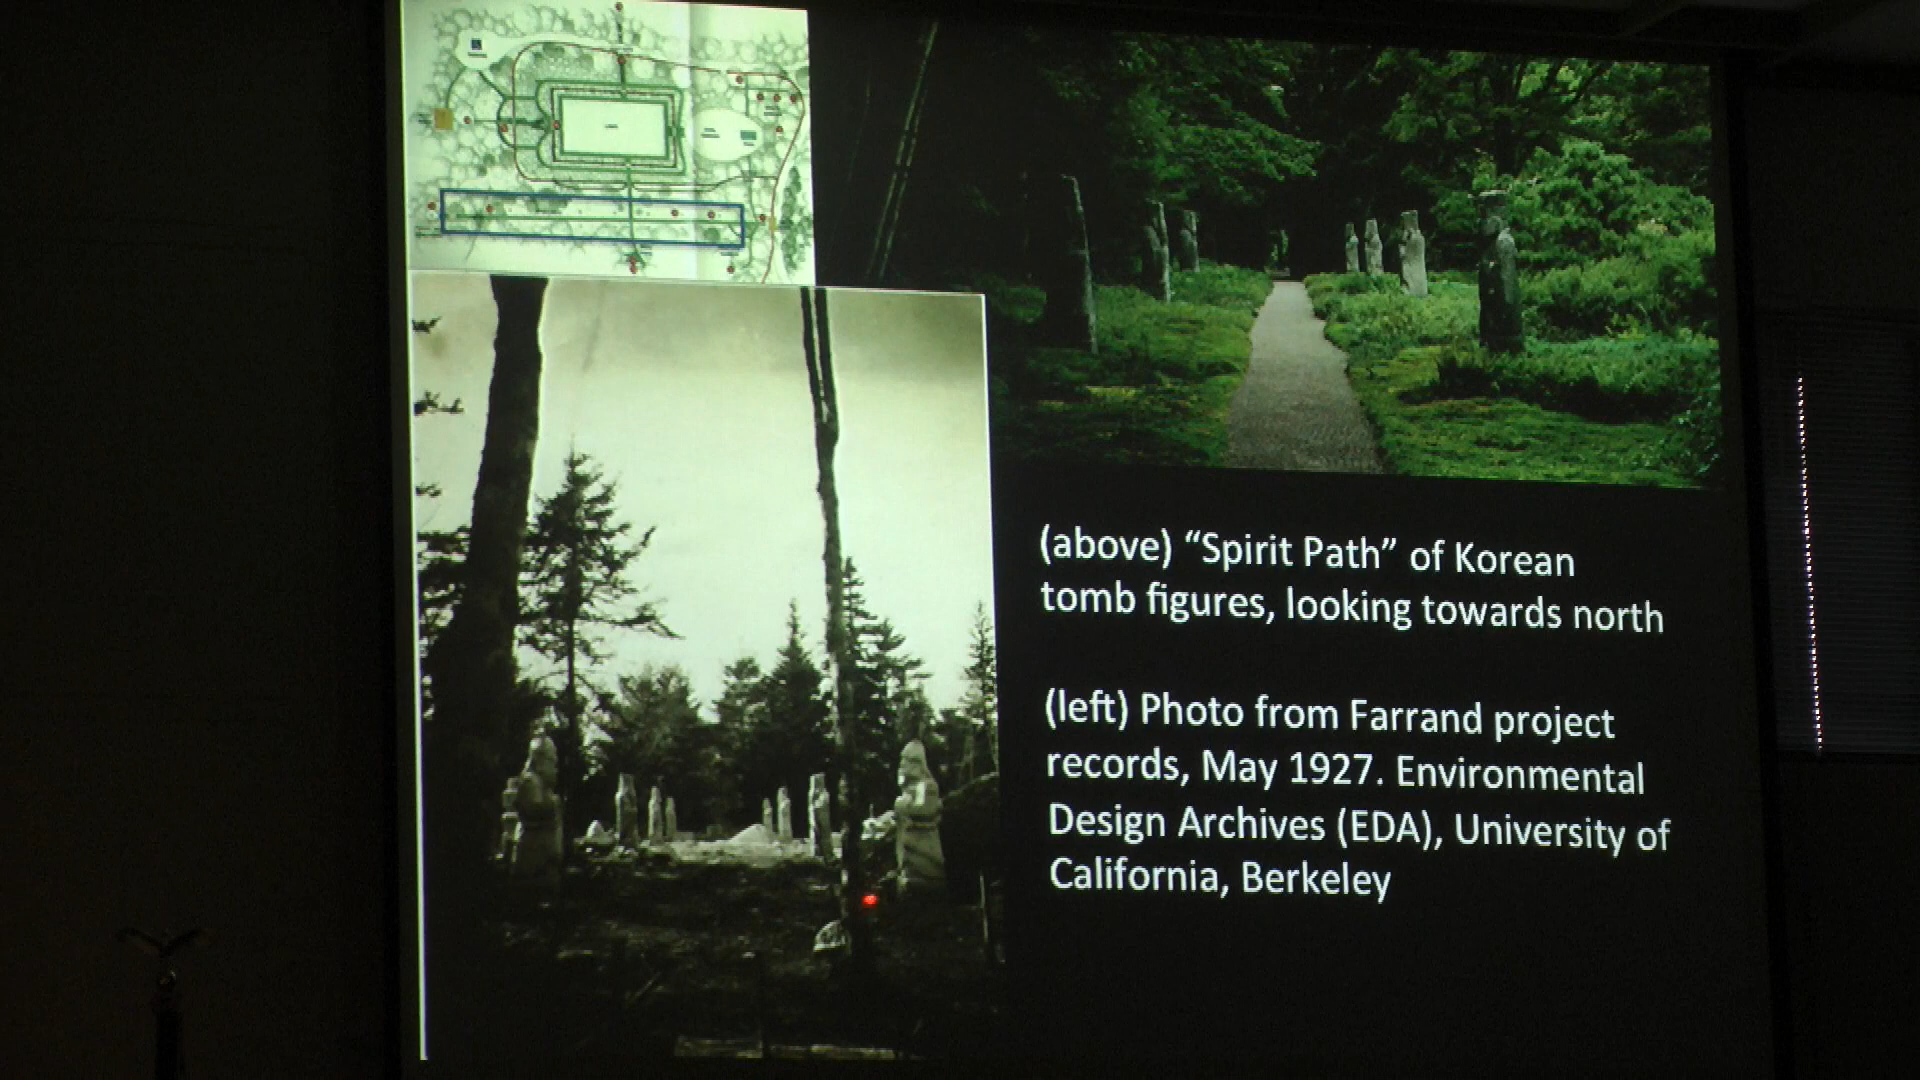 (above) “Spirit Path” of Korean
tomb figures, looking towards north
(left) Photo from Farrand project
records, May 1927. Environmental
Design Archives (EDA), University of
California, Berkeley